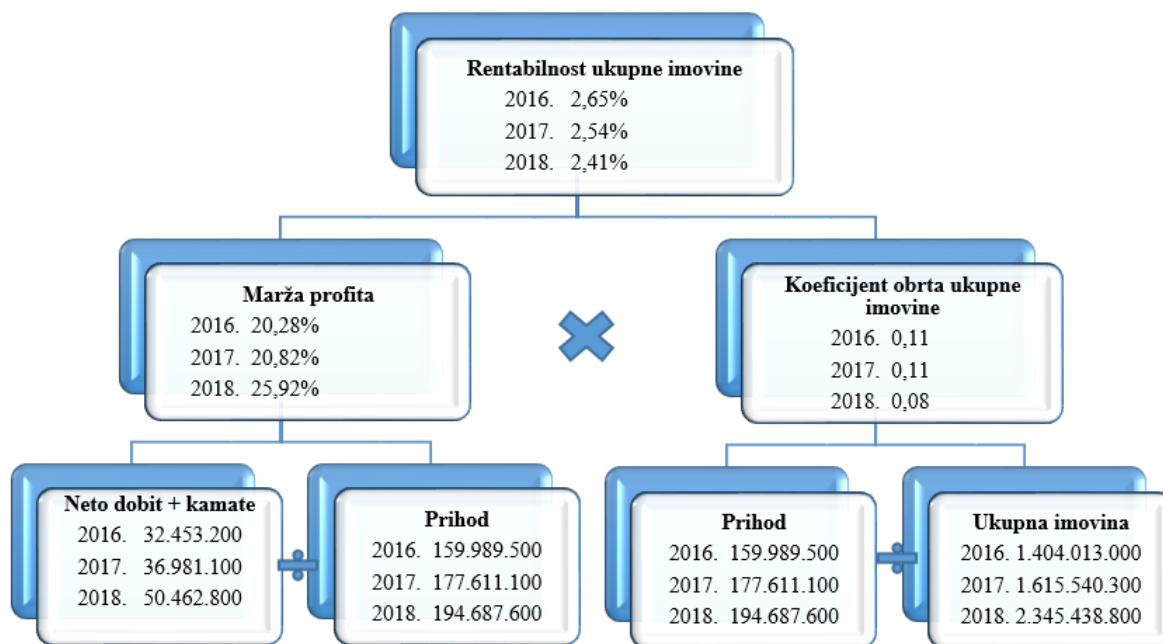 Rentabilnost ukupne imovine
2016. 2,65%
2017. 2,54%
2018. 2,41%
Marža profita
2016. 20,28%
2017. 20,82%
2018. 25,92%
Koeficijent obrta ukupne
imovine
2016. 0,11
2017. 0,11
2018. 0,08
Neto dobit + kamate
2016. 32.453.200
2017. 36.981.100
2018. 50.462.800
Prihod
2016. 159.989.500
2017. 177.611.100
2018. 194.687.600
Prihod
2016. 159.989.500
2017. 177.611.100
2018. 194.687.600
Ukupna imovina
2016. 1.404.013.000
2017. 1.615.540.300
2018. 2.345.438.800